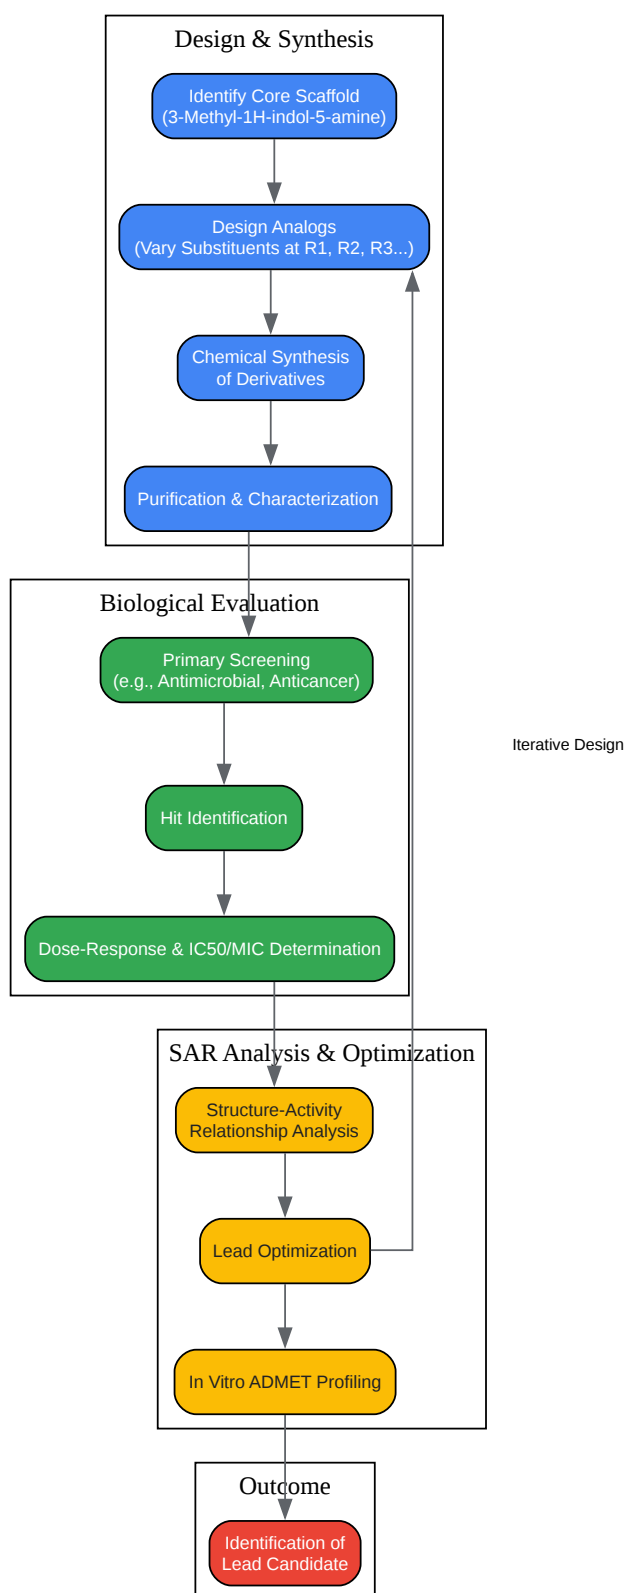 Design & Synthesis
Identify Core Scaffold
(3-Methyl-1H-indol-5-amine)
Design Analogs
(Vary Substituents at R1, R2, R3...)
Chemical Synthesis
of Derivatives
Purification & Characterization
Biological Evaluation
Primary Screening
(e.g., Antimicrobial, Anticancer)
Iterative Design
Hit Identification
Dose-Response & IC50/MIC Determination
SAR Analysis & Optimization
Structure-Activity
Relationship Analysis
Lead Optimization
In Vitro ADMET Profiling
Outcome
Identification of
Lead Candidate